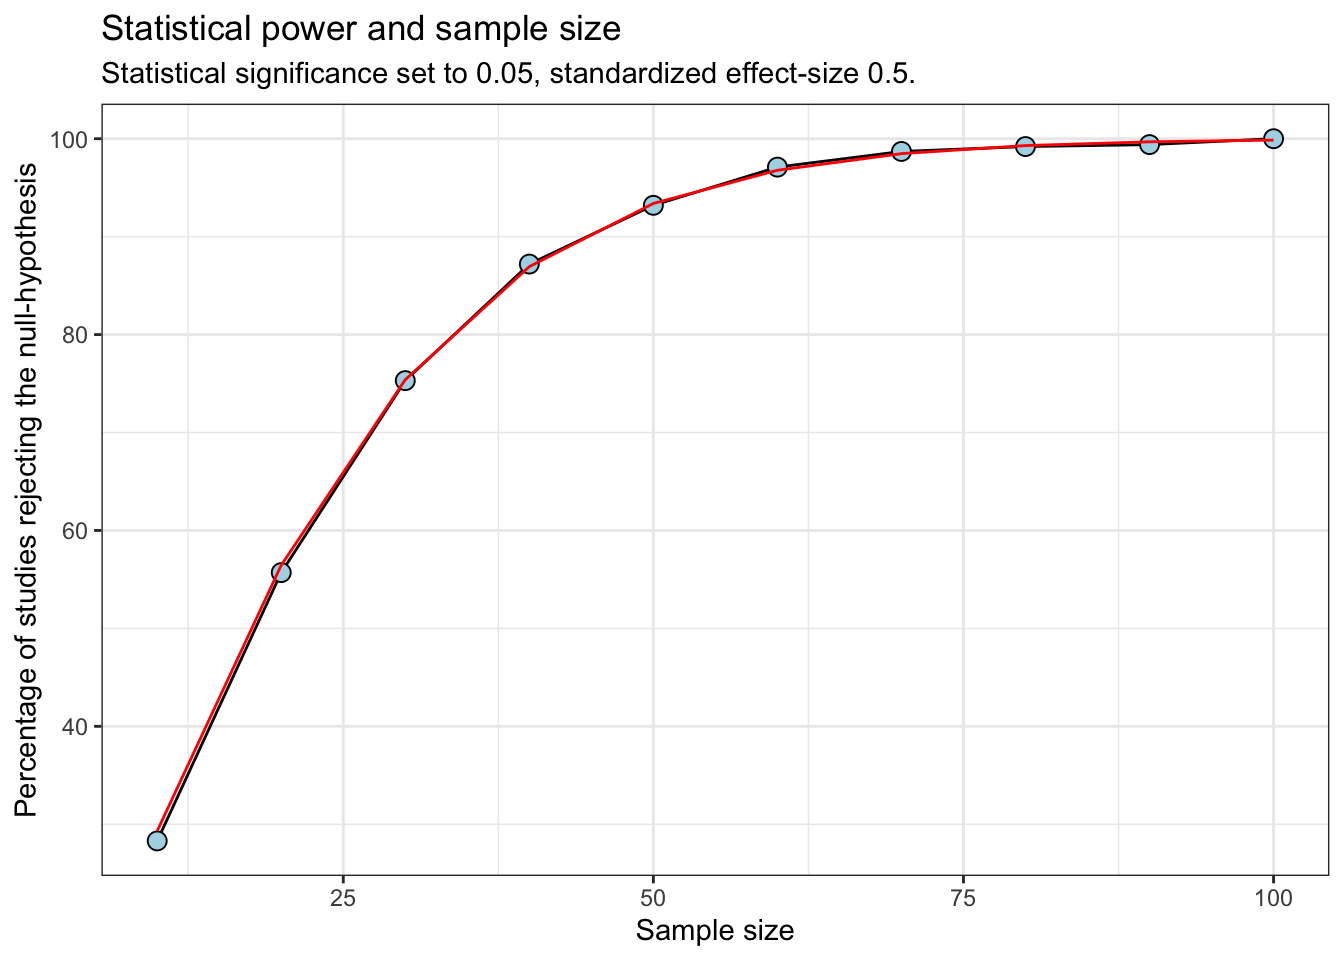 Statistical power and sample size
Statistical significance set to 0.05, standardized effect-size 0.5.
Percentage of studies rejecting the null-hypothesis
100
80
60
40
25
50
75
100
Sample size